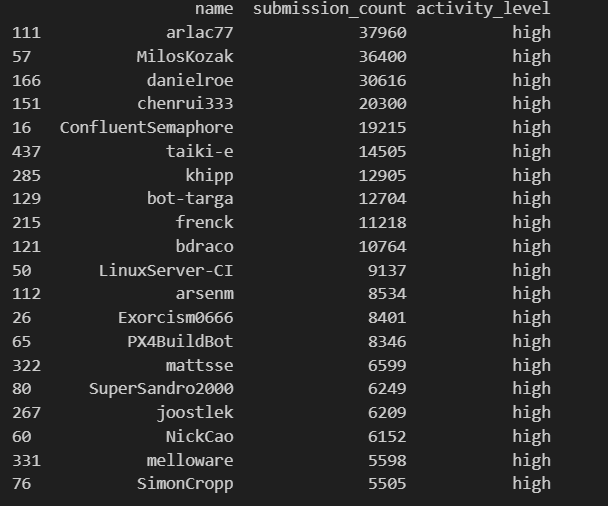 name submission_count activity_level
111 arlac77 37960 high
57 MilosKozak 36400 high
166 danielroe 30616 high
151 chenrui333 20300 high
16 ConfluentSemaphore 19215 high
437 taiki-e 14505 high
285 khipp 12905 high
129 bot-targa 12704 high
215 frenck 11218 high
121 bdraco 10764 high
50 LinuxServer-CI 9137 high
112 arsenm 8534 high
26 Exorcism0666 8401 high
65 PX4BuildBot 8346 high
322 mattsse 6599 high
80 SuperSandro2000 6249 high
267 joostlek 6209 high
60 NickCao 6152 high
331 melloware 5598 high
76 SimonCropp 5505 high